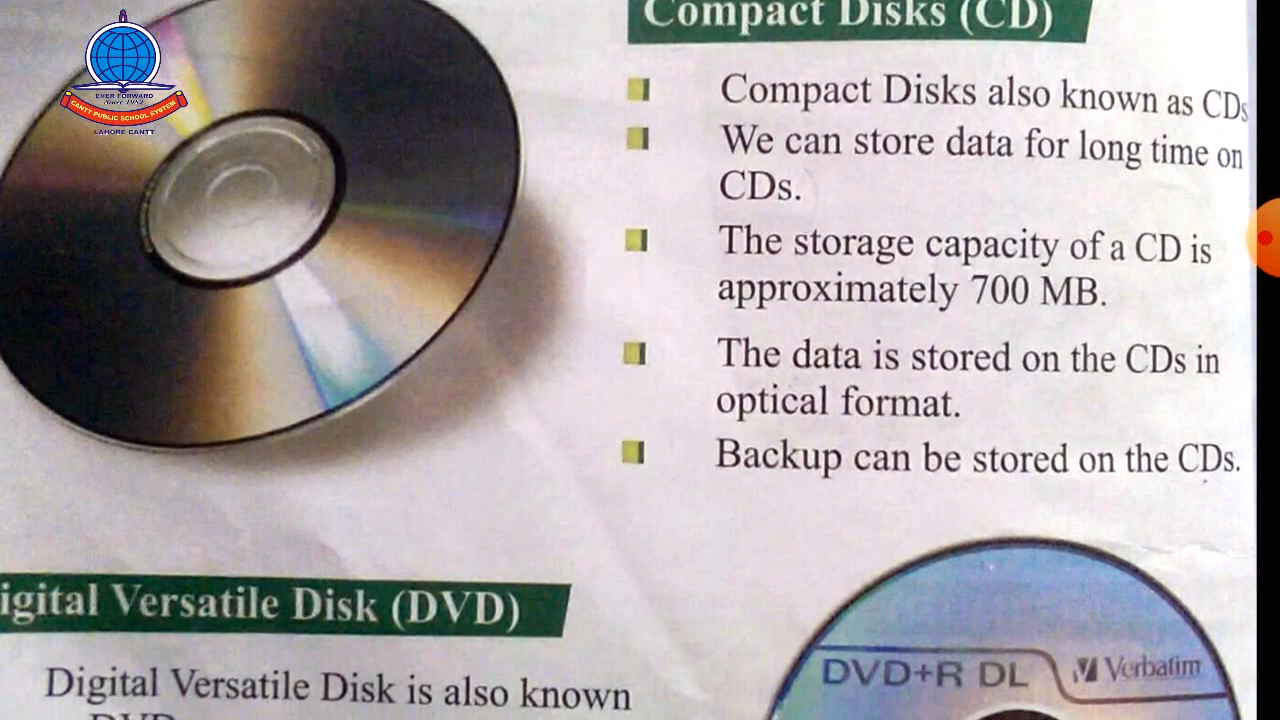 EVER FORWARD
Since 1982
CANTT PUBLIC SCHOOL SYSTEM
LAHORE CANTT
Compact Disks (CD)
Compact Disks also known as CDs
We can store data for long time on
CDs.
The storage capacity of a CD is
approximately 700 MB.
The data is stored on the CDs in
optical format.
Backup can be stored on the CDs.
igital Versatile Disk (DVD)
Digital Versatile Disk is also known
DVD
DVD+R DL
Verbatim